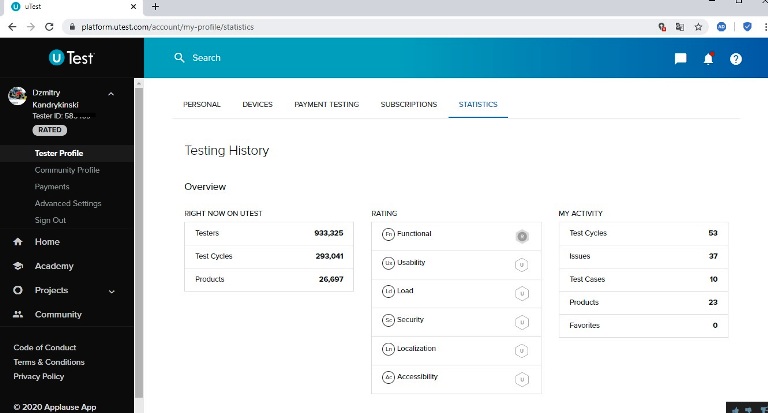 uTest
platform.utest.com/account/my-profile/statistics
uTest
Search
Dzmitry
Kandrykinski
Tester ID:
RATED
Tester Profile
Community Profile
Payments
Advanced Settings
Sign Out
Home
Academy
Projects
Community
Code of Conduct
Terms & Conditions
Privacy Policy
© 2020 Applause App
PERSONAL DEVICES PAYMENT TESTING SUBSCRIPTIONS STATISTICS
Testing History
Overview
RIGHT NOW ON UTEST
Testers 933,325
Test Cycles 293,041
Products 26,697
RATING
Fn Functional
Us Usability U
Ld Load U
Sc Security U
Ln Localization U
Ac Accessibility U
MY ACTIVITY
Test Cycles 53
Issues 37
Test Cases 10
Products 23
Favorites 0